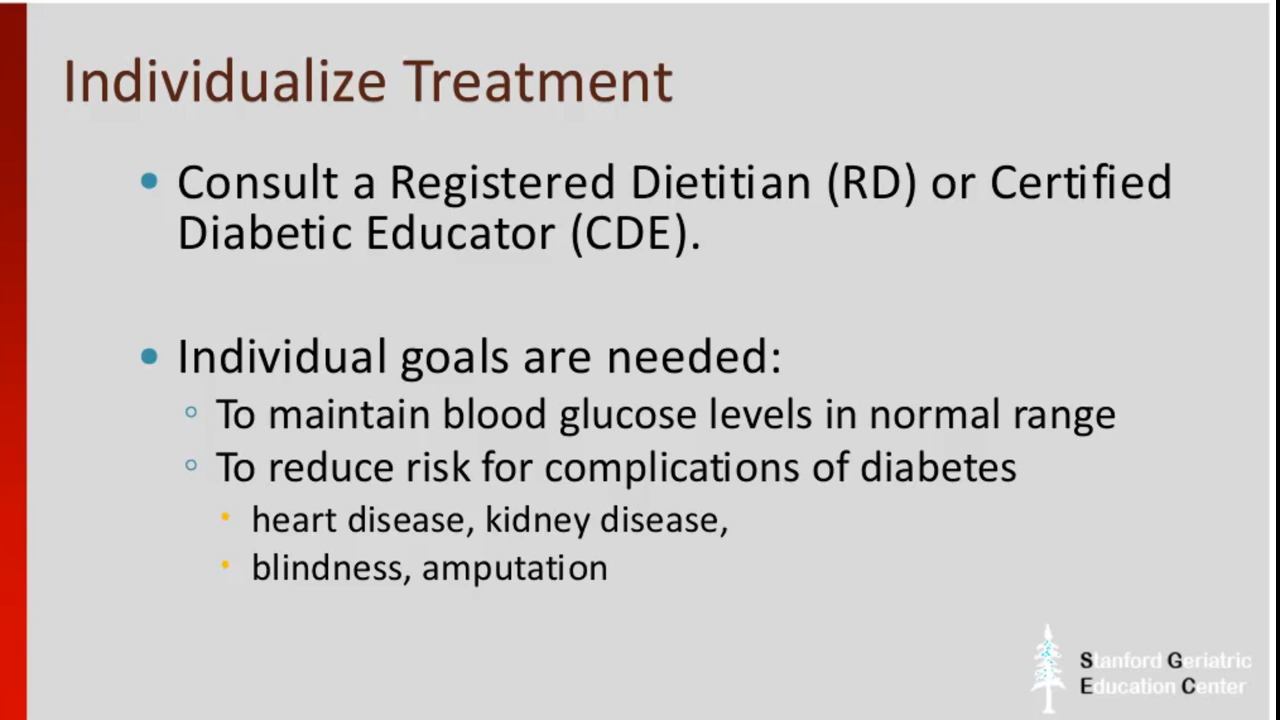 Individualize Treatment
• Consult a Registered Dietitian (RD) or Certified
Diabetic Educator (CDE).
• Individual goals are needed:
◦ To maintain blood glucose levels in normal range
◦ To reduce risk for complications of diabetes
• heart disease, kidney disease,
• blindness, amputation
Stanford Geriatric
Education Center